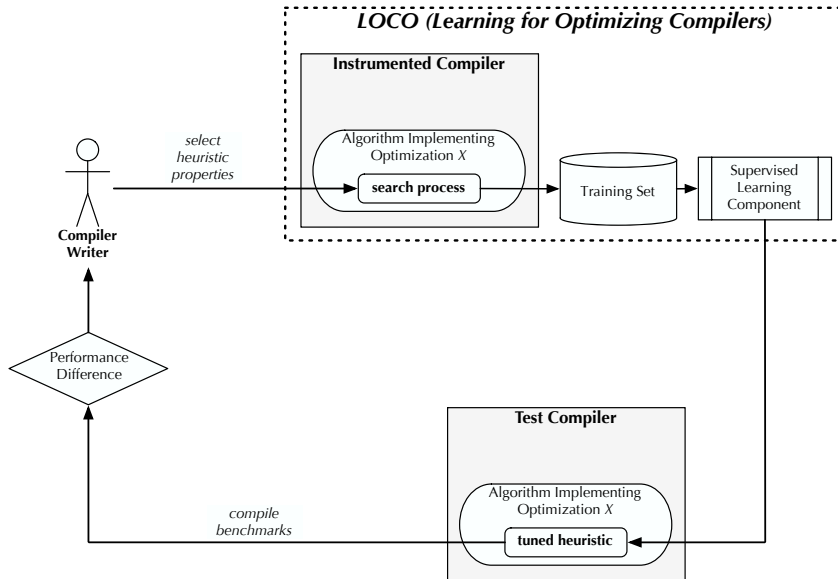 LOCO (Learning for Optimizing Compilers)
Instrumented Compiler
select
heuristic
properties
Algorithm Implementing
Optimization X
search process
Training Set
Supervised
Learning
Component
Compiler
Writer
Performance
Difference
Test Compiler
Algorithm Implementing
Optimization X
tuned heuristic
compile
benchmarks